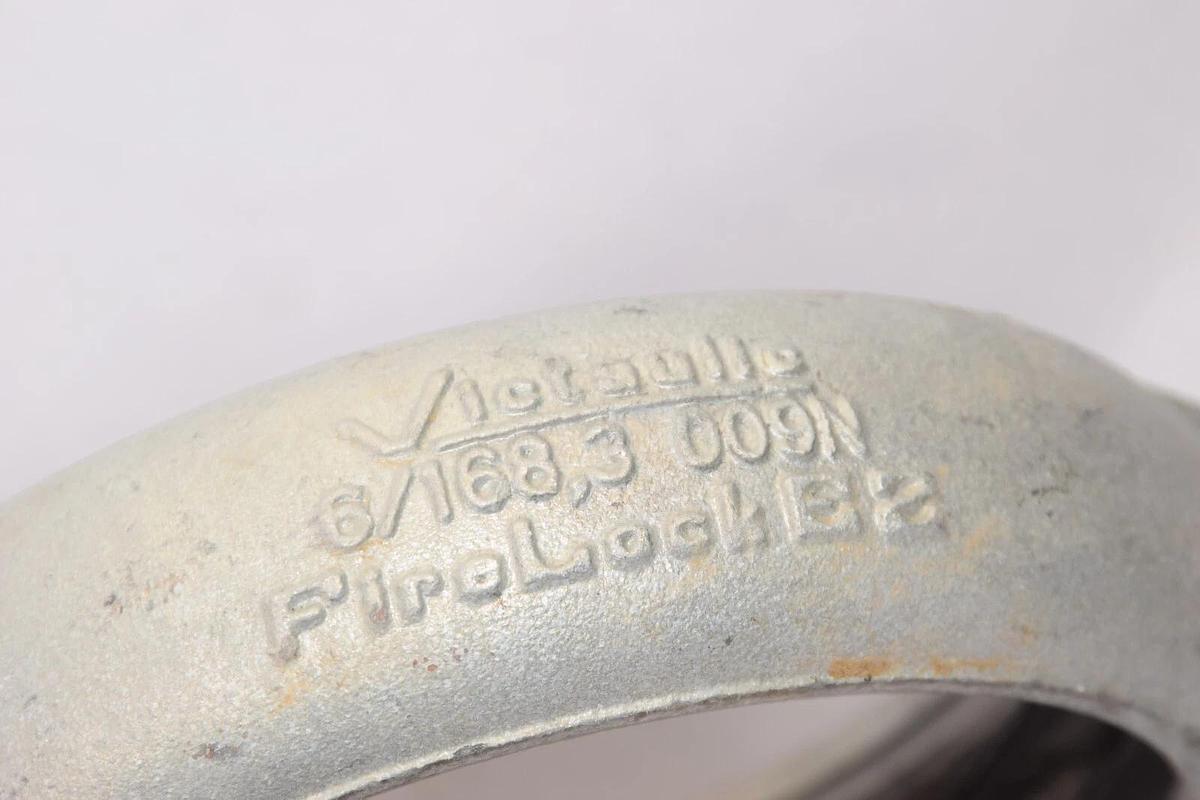 Victaulic
6/168,3 009N
FireLock EZ